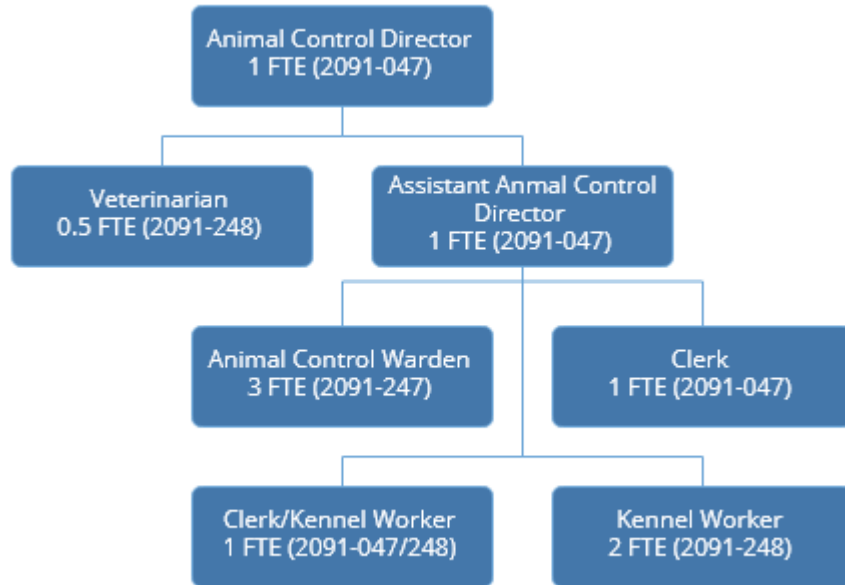 Animal Control Director
1 FTE (2091-047)
Veterinarian
0.5 FTE (2091-248)
Assistant Anmal Control
Director
1 FTE (2091-047)
Animal Control Warden
3 FTE (2091-247)
Clerk
1 FTE (2091-047)
Clerk/Kennel Worker
1 FTE (2091-047/248)
Kennel Worker
2 FTE (2091-248)